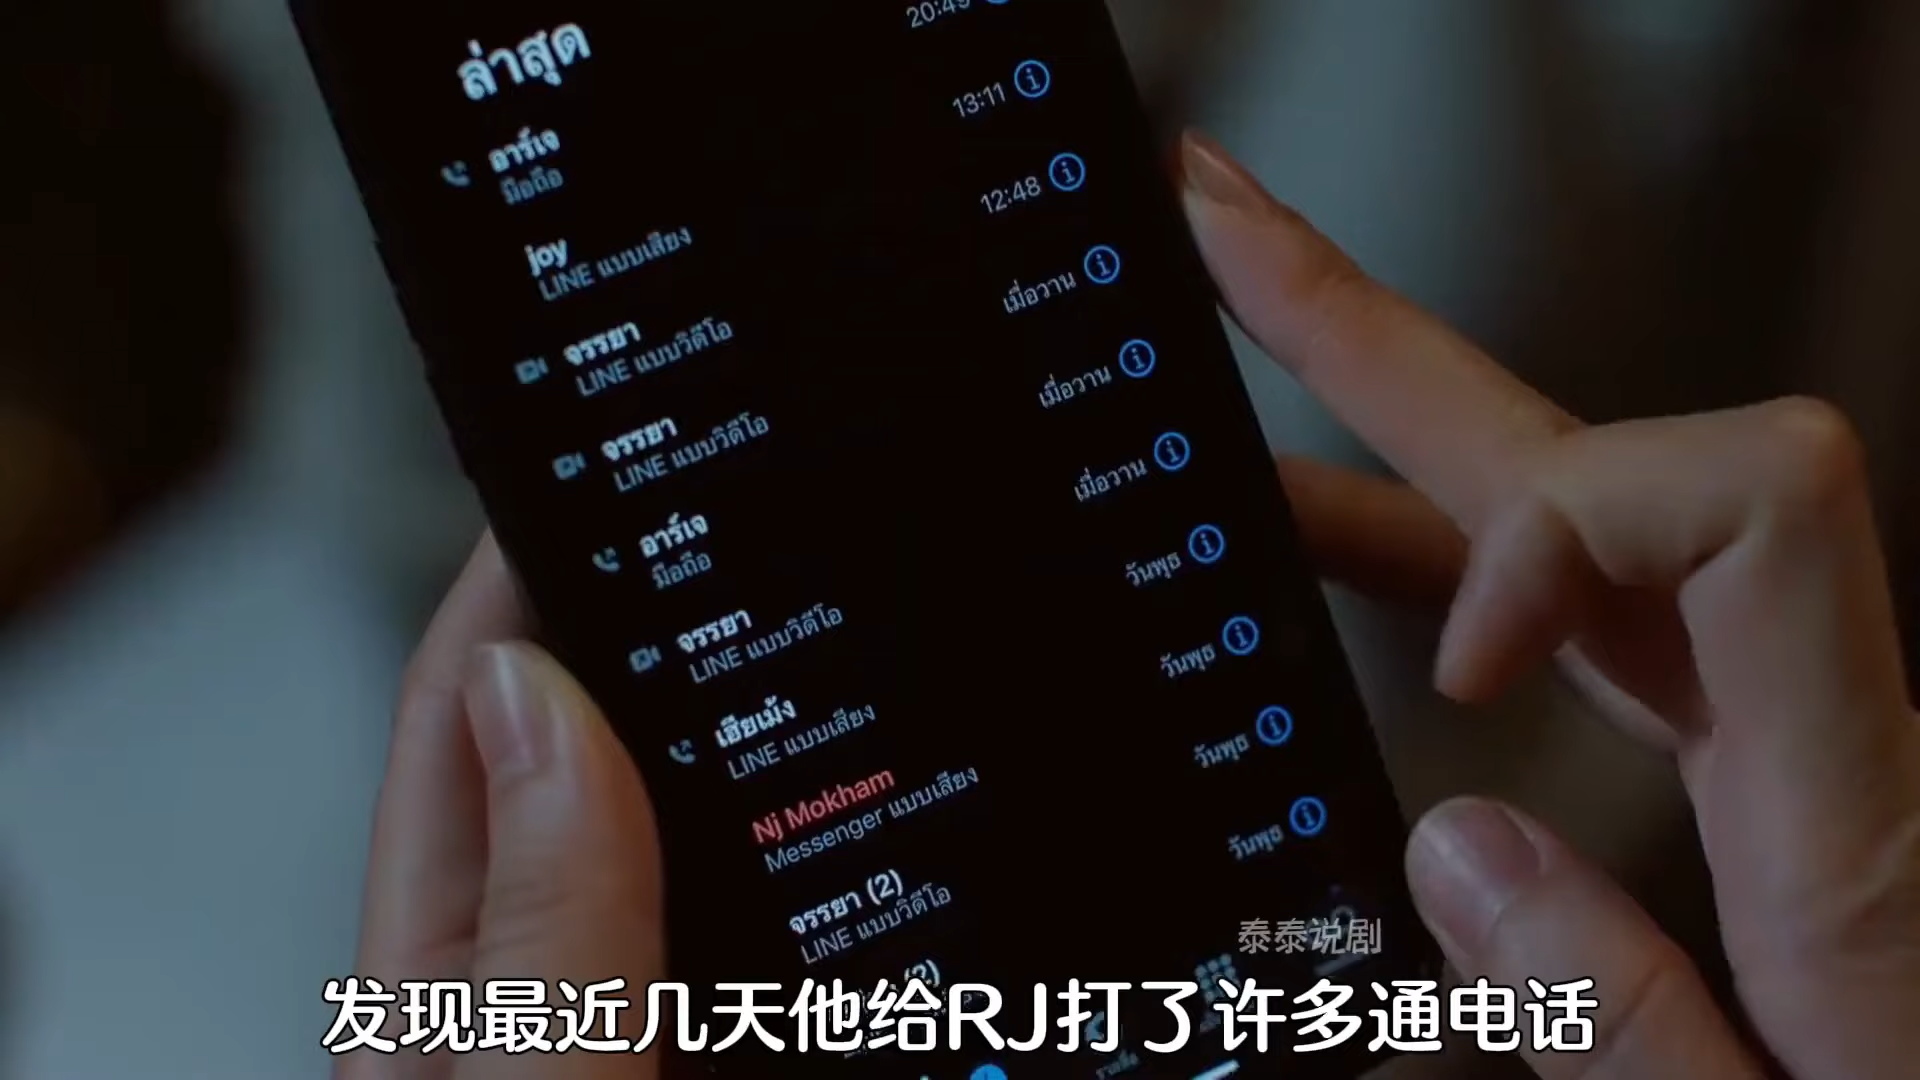 ล่าสุด
20:49
อาร์เจ
มือถือ
13:11
joy
LINE แบบเสียง
12:48
จรรยา
LINE แบบวิดีโอ
เมื่อวาน
จรรยา
LINE แบบวิดีโอ
เมื่อวาน
อาร์เจ
มือถือ
เมื่อวาน
จรรยา
LINE แบบวิดีโอ
วันพุธ
เฮียเม้ง
LINE แบบเสียง
วันพุธ
Nj Mokham
Messenger แบบเสียง
วันพุธ
จรรยา (2)
LINE แบบวิดีโอ
วันพุธ
(2)
泰泰说剧
发现最近几天他给RJ打了许多通电话